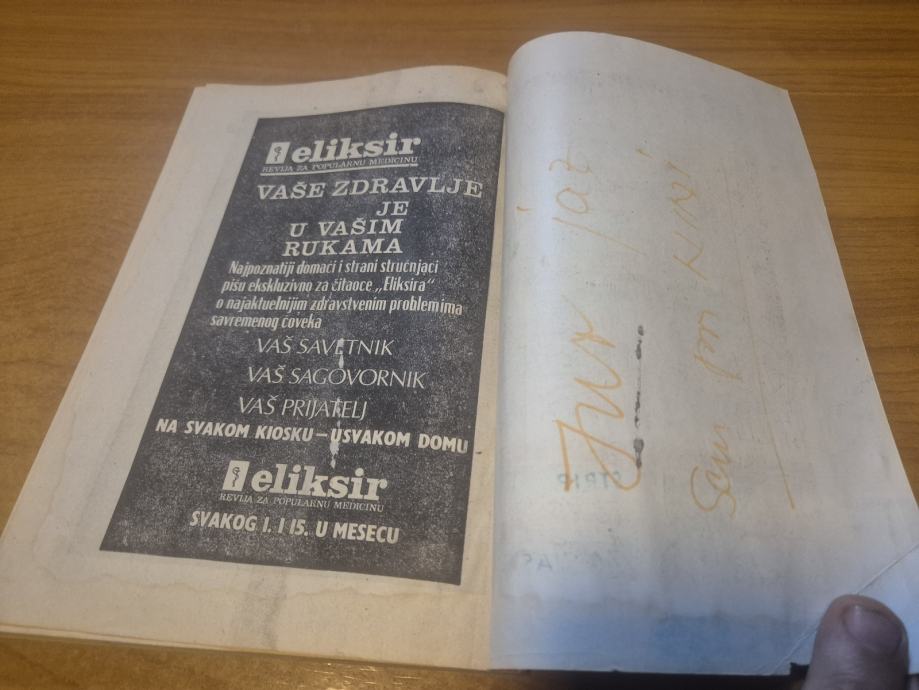 eliksir
REVIJA ZA POPULARNU MEDICINU
VAŠE ZDRAVLJE
JE
U VAŠIM
RUKAMA
Najpoznatiji domaći i strani stručnjaci
pišu ekskluzivno za čitaoce „Eliksira“
o najaktuelnijim zdravstvenim problemima
savremenog čoveka
VAŠ SAVETNIK
VAŠ SAGOVORNIK
VAŠ PRIJATELJ
NA SVAKOM KIOSKU – U SVAKOM DOMU
eliksir
REVIJA ZA POPULARNU MEDICINU
SVAKOG 1. I 15. U MESECU